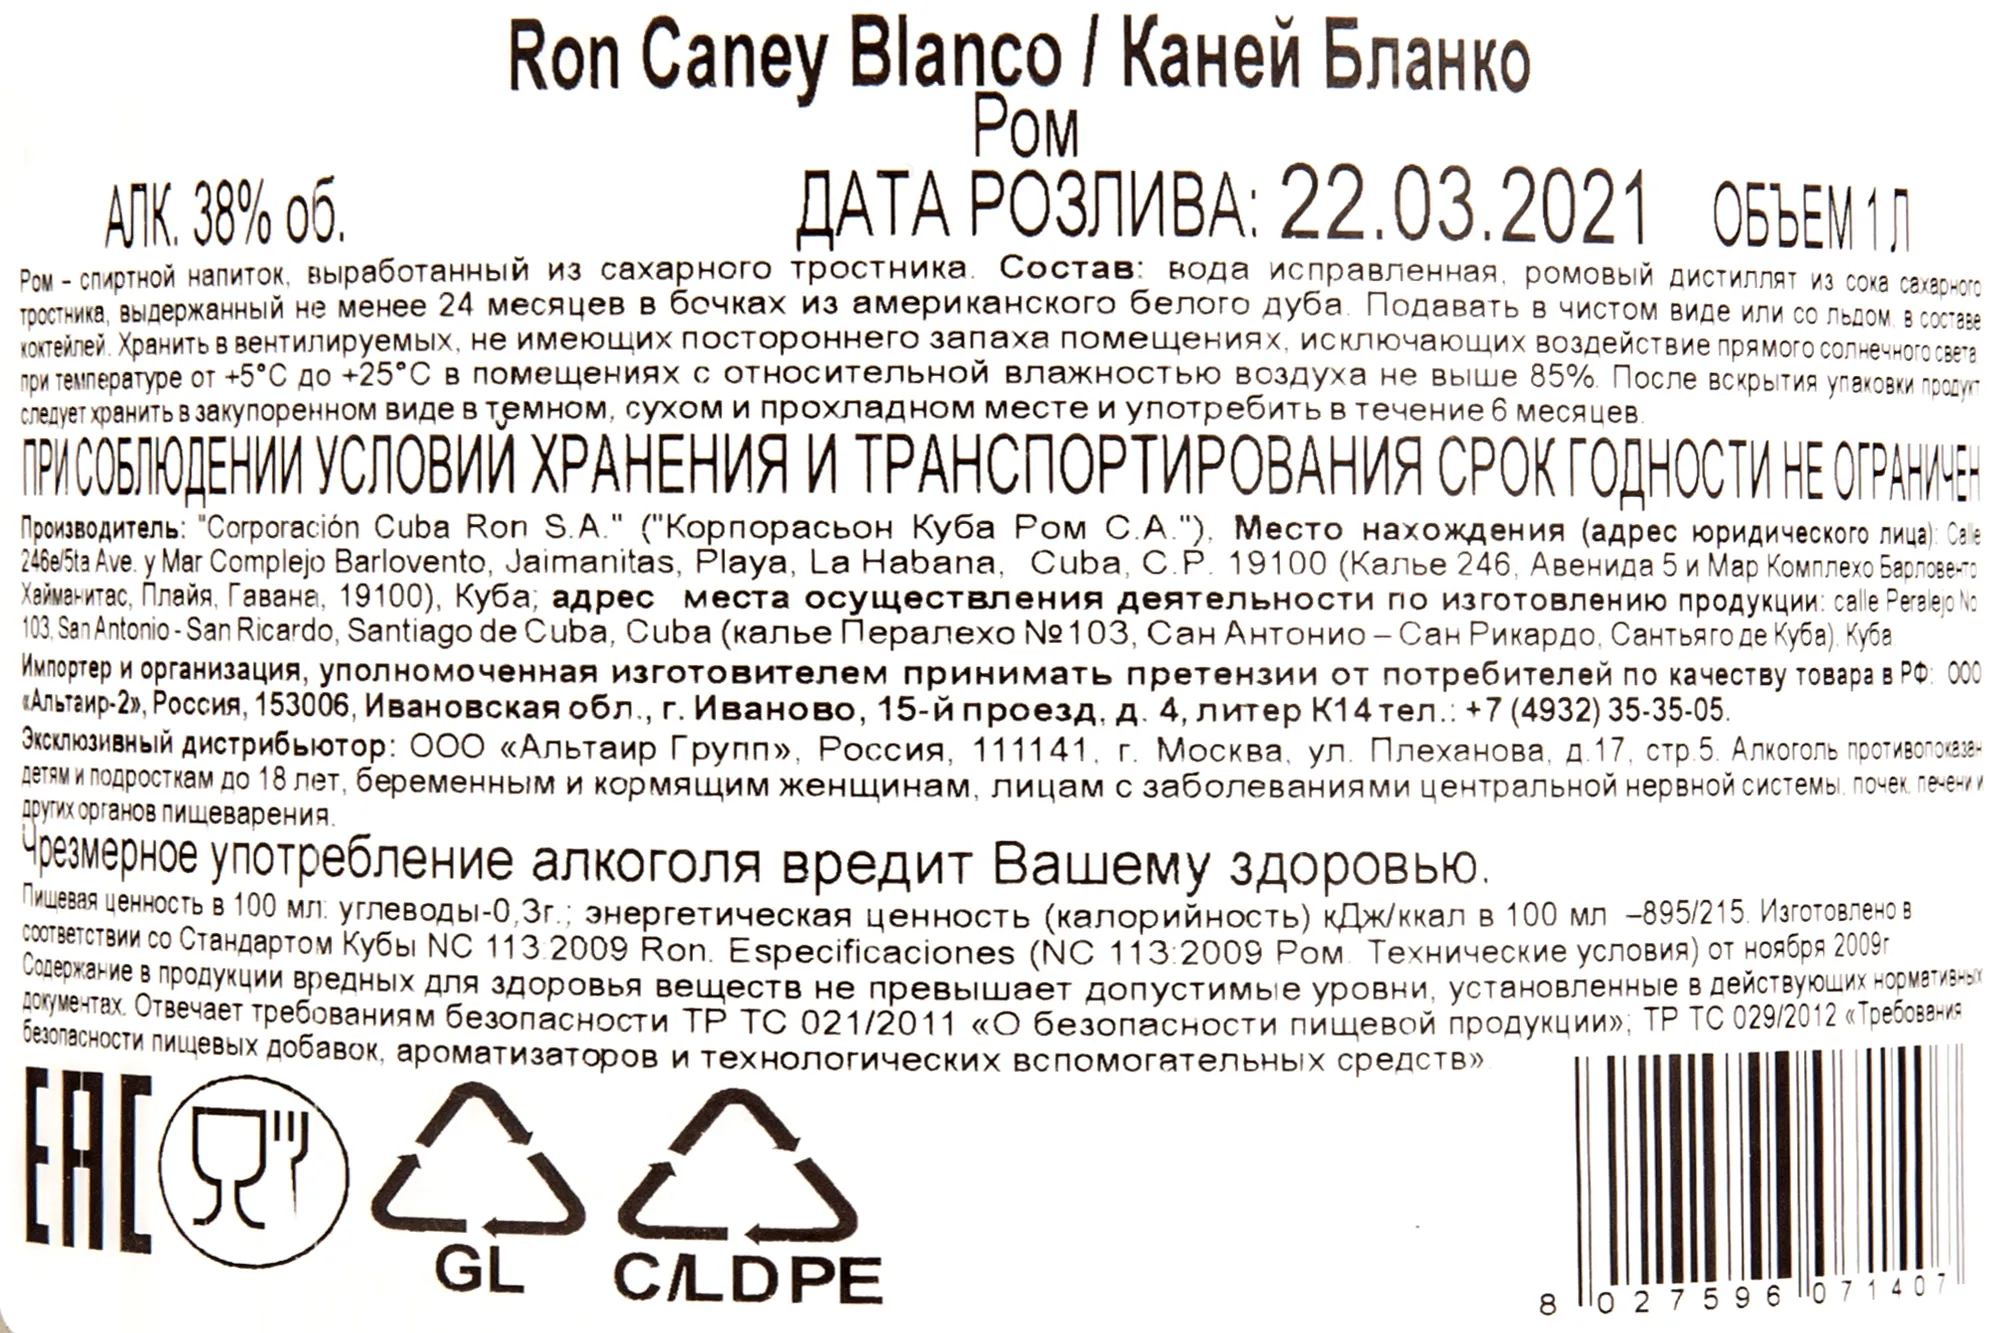 Ron Caney Blanco / Каней Бланко
Ром
АЛК. 38% об. ДАТА РОЗЛИВА: 22.03.2021 ОБЪЕМ 1 Л
Ром – спиртной напиток, выработанный из сахарного тростника. Состав: вода исправленная, ромовый дистиллят из сока сахарного
тростника, выдержанный не менее 24 месяцев в бочках из американского белого дуба. Подавать в чистом виде или со льдом, в составе
коктейлей. Хранить в вентилируемых, не имеющих постороннего запаха помещениях, исключающих воздействие прямого солнечного света
при температуре от +5°С до +25°С в помещениях с относительной влажностью воздуха не выше 85%. После вскрытия упаковки продукт
следует хранить в закупоренном виде в темном, сухом и прохладном месте и употребить в течение 6 месяцев.
ПРИ СОБЛЮДЕНИИ УСЛОВИЙ ХРАНЕНИЯ И ТРАНСПОРТИРОВАНИЯ СРОК ГОДНОСТИ НЕ ОГРАНИЧЕН
Производитель: "Corporación Cuba Ron S.A." ("Корпорасьон Куба Ром С.А."), Место нахождения (адрес юридического лица): Calle
246e/5ta Ave. y Mar Complejo Barlovento, Jaimanitas, Playa, La Habana, Cuba, C.P. 19100 (Калье 246, Авенида 5 и Мар Комплехо Барловенто
Хайманитас, Плайя, Гавана, 19100), Куба; адрес места осуществления деятельности по изготовлению продукции: calle Peralejo No
103, San Antonio - San Ricardo, Santiago de Cuba, Cuba (калье Пералехо №103, Сан Антонио – Сан Рикардо, Сантьяго де Куба), Куба
Импортер и организация, уполномоченная изготовителем принимать претензии от потребителей по качеству товара в РФ: ООО
«Альтаир-2», Россия, 153006, Ивановская обл., г. Иваново, 15-й проезд, д. 4, литер К14 тел.: +7 (4932) 35-35-05.
Эксклюзивный дистрибьютор: ООО «Альтаир Групп», Россия, 111141, г. Москва, ул. Плеханова, д.17, стр.5. Алкоголь противопоказан
детям и подросткам до 18 лет, беременным и кормящим женщинам, лицам с заболеваниями центральной нервной системы, почек, печени и
других органов пищеварения.
Чрезмерное употребление алкоголя вредит Вашему здоровью.
Пищевая ценность в 100 мл: углеводы-0,3г.; энергетическая ценность (калорийность) кДж/ккал в 100 мл –895/215. Изготовлено в
соответствии со Стандартом Кубы NC 113:2009 Ron. Especificaciones (NC 113:2009 Ром. Технические условия) от ноября 2009г
Содержание в продукции вредных для здоровья веществ не превышает допустимые уровни, установленные в действующих нормативных
документах. Отвечает требованиям безопасности ТР ТС 021/2011 «О безопасности пищевой продукции»; ТР ТС 029/2012 «Требования
безопасности пищевых добавок, ароматизаторов и технологических вспомогательных средств»
EAC
GL
C/LDPE
8 027596 071407